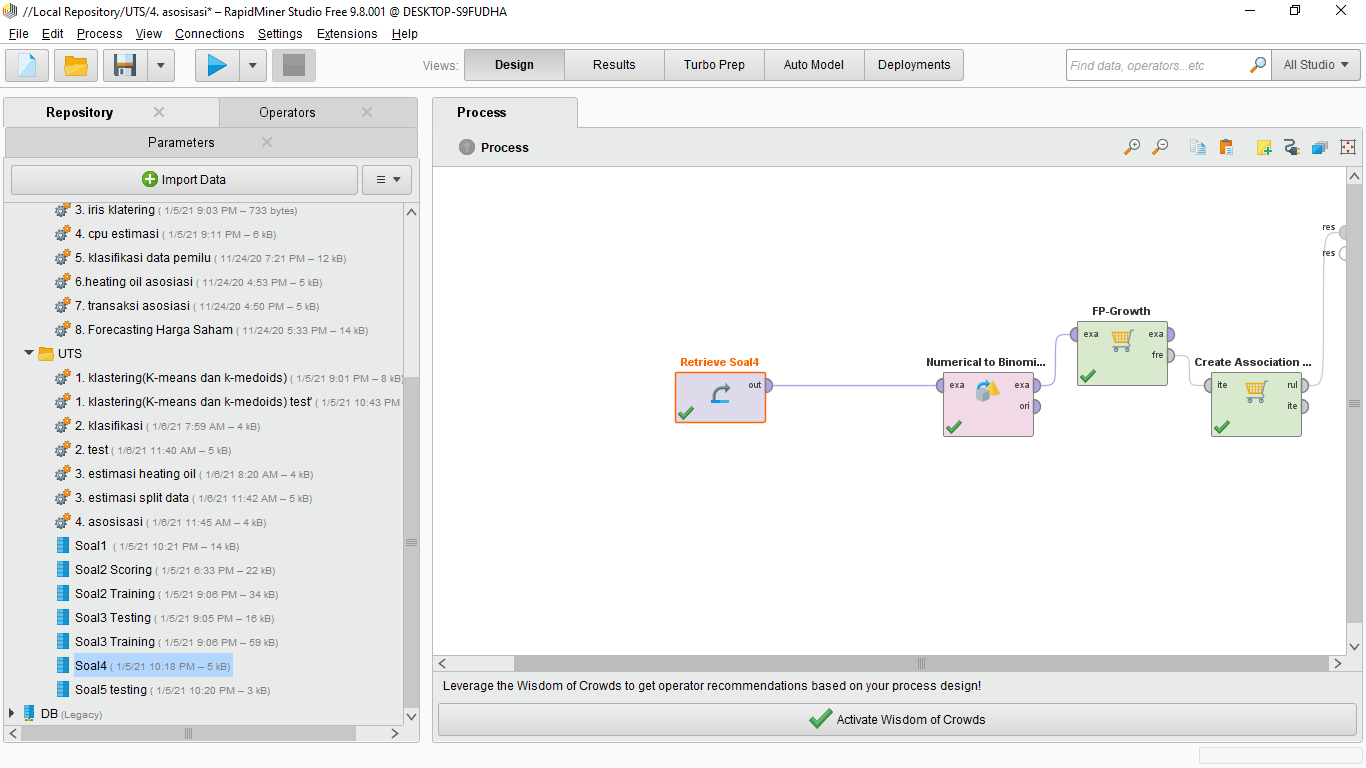 //Local Repository/UTS/4. asosisasi* – RapidMiner Studio Free 9.8.001 @ DESKTOP-S9FUDHA
File Edit Process View Connections Settings Extensions Help
Views: Design Results Turbo Prep Auto Model Deployments
Find data, operators...etc
All Studio
Repository Operators
Parameters
Import Data
3. iris klatering ( 1/5/21 9:03 PM – 733 bytes)
4. cpu estimasi ( 1/5/21 9:11 PM – 6 kB)
5. klasifikasi data pemilu ( 11/24/20 7:21 PM – 12 kB)
6.heating oil asosiasi ( 11/24/20 4:53 PM – 5 kB)
7. transaksi asosiasi ( 11/24/20 4:50 PM – 5 kB)
8. Forecasting Harga Saham ( 11/24/20 5:33 PM – 14 kB)
UTS
1. klastering(K-means dan k-medoids) ( 1/5/21 9:01 PM – 8 kB)
1. klastering(K-means dan k-medoids) test' ( 1/5/21 10:43 PM
2. klasifikasi ( 1/6/21 7:59 AM – 4 kB)
2. test ( 1/6/21 11:40 AM – 5 kB)
3. estimasi heating oil ( 1/6/21 8:20 AM – 4 kB)
3. estimasi split data ( 1/6/21 11:42 AM – 5 kB)
4. asosisasi ( 1/6/21 11:45 AM – 4 kB)
Soal1 ( 1/5/21 10:21 PM – 14 kB)
Soal2 Scoring ( 1/5/21 6:33 PM – 22 kB)
Soal2 Training ( 1/5/21 9:06 PM – 34 kB)
Soal3 Testing ( 1/5/21 9:05 PM – 16 kB)
Soal3 Training ( 1/5/21 9:06 PM – 59 kB)
Soal4 ( 1/5/21 10:18 PM – 5 kB)
Soal5 testing ( 1/5/21 10:20 PM – 3 kB)
DB (Legacy)
Process
Process
res
res
FP-Growth
exa exa
fre
Retrieve Soal4
out
Numerical to Binomi...
exa exa
ori
Create Association ...
ite rul
ite
Leverage the Wisdom of Crowds to get operator recommendations based on your process design!
Activate Wisdom of Crowds